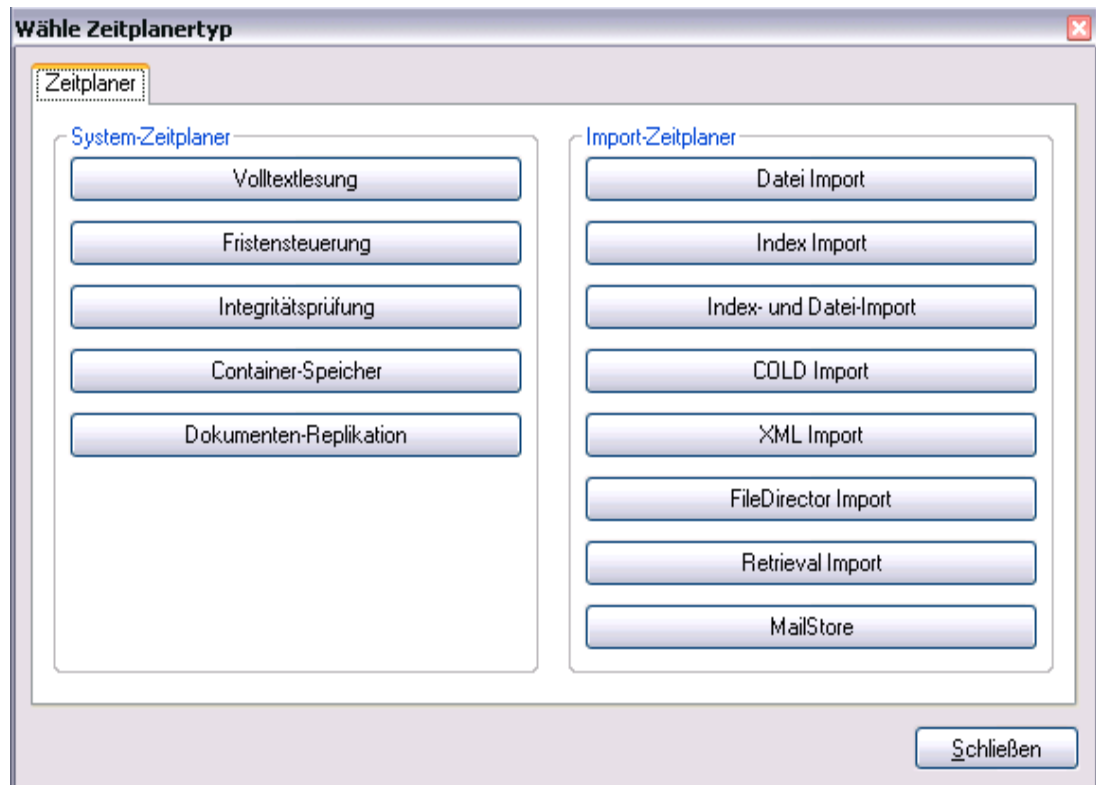 Wähle Zeitplanertyp
Zeitplaner
System-Zeitplaner
Volltextlesung
Fristensteuerung
Integritätsprüfung
Container-Speicher
Dokumenten-Replikation
Import-Zeitplaner
Datei Import
Index Import
Index- und Datei-Import
COLD Import
XML Import
FileDirector Import
Retrieval Import
MailStore
Schließen